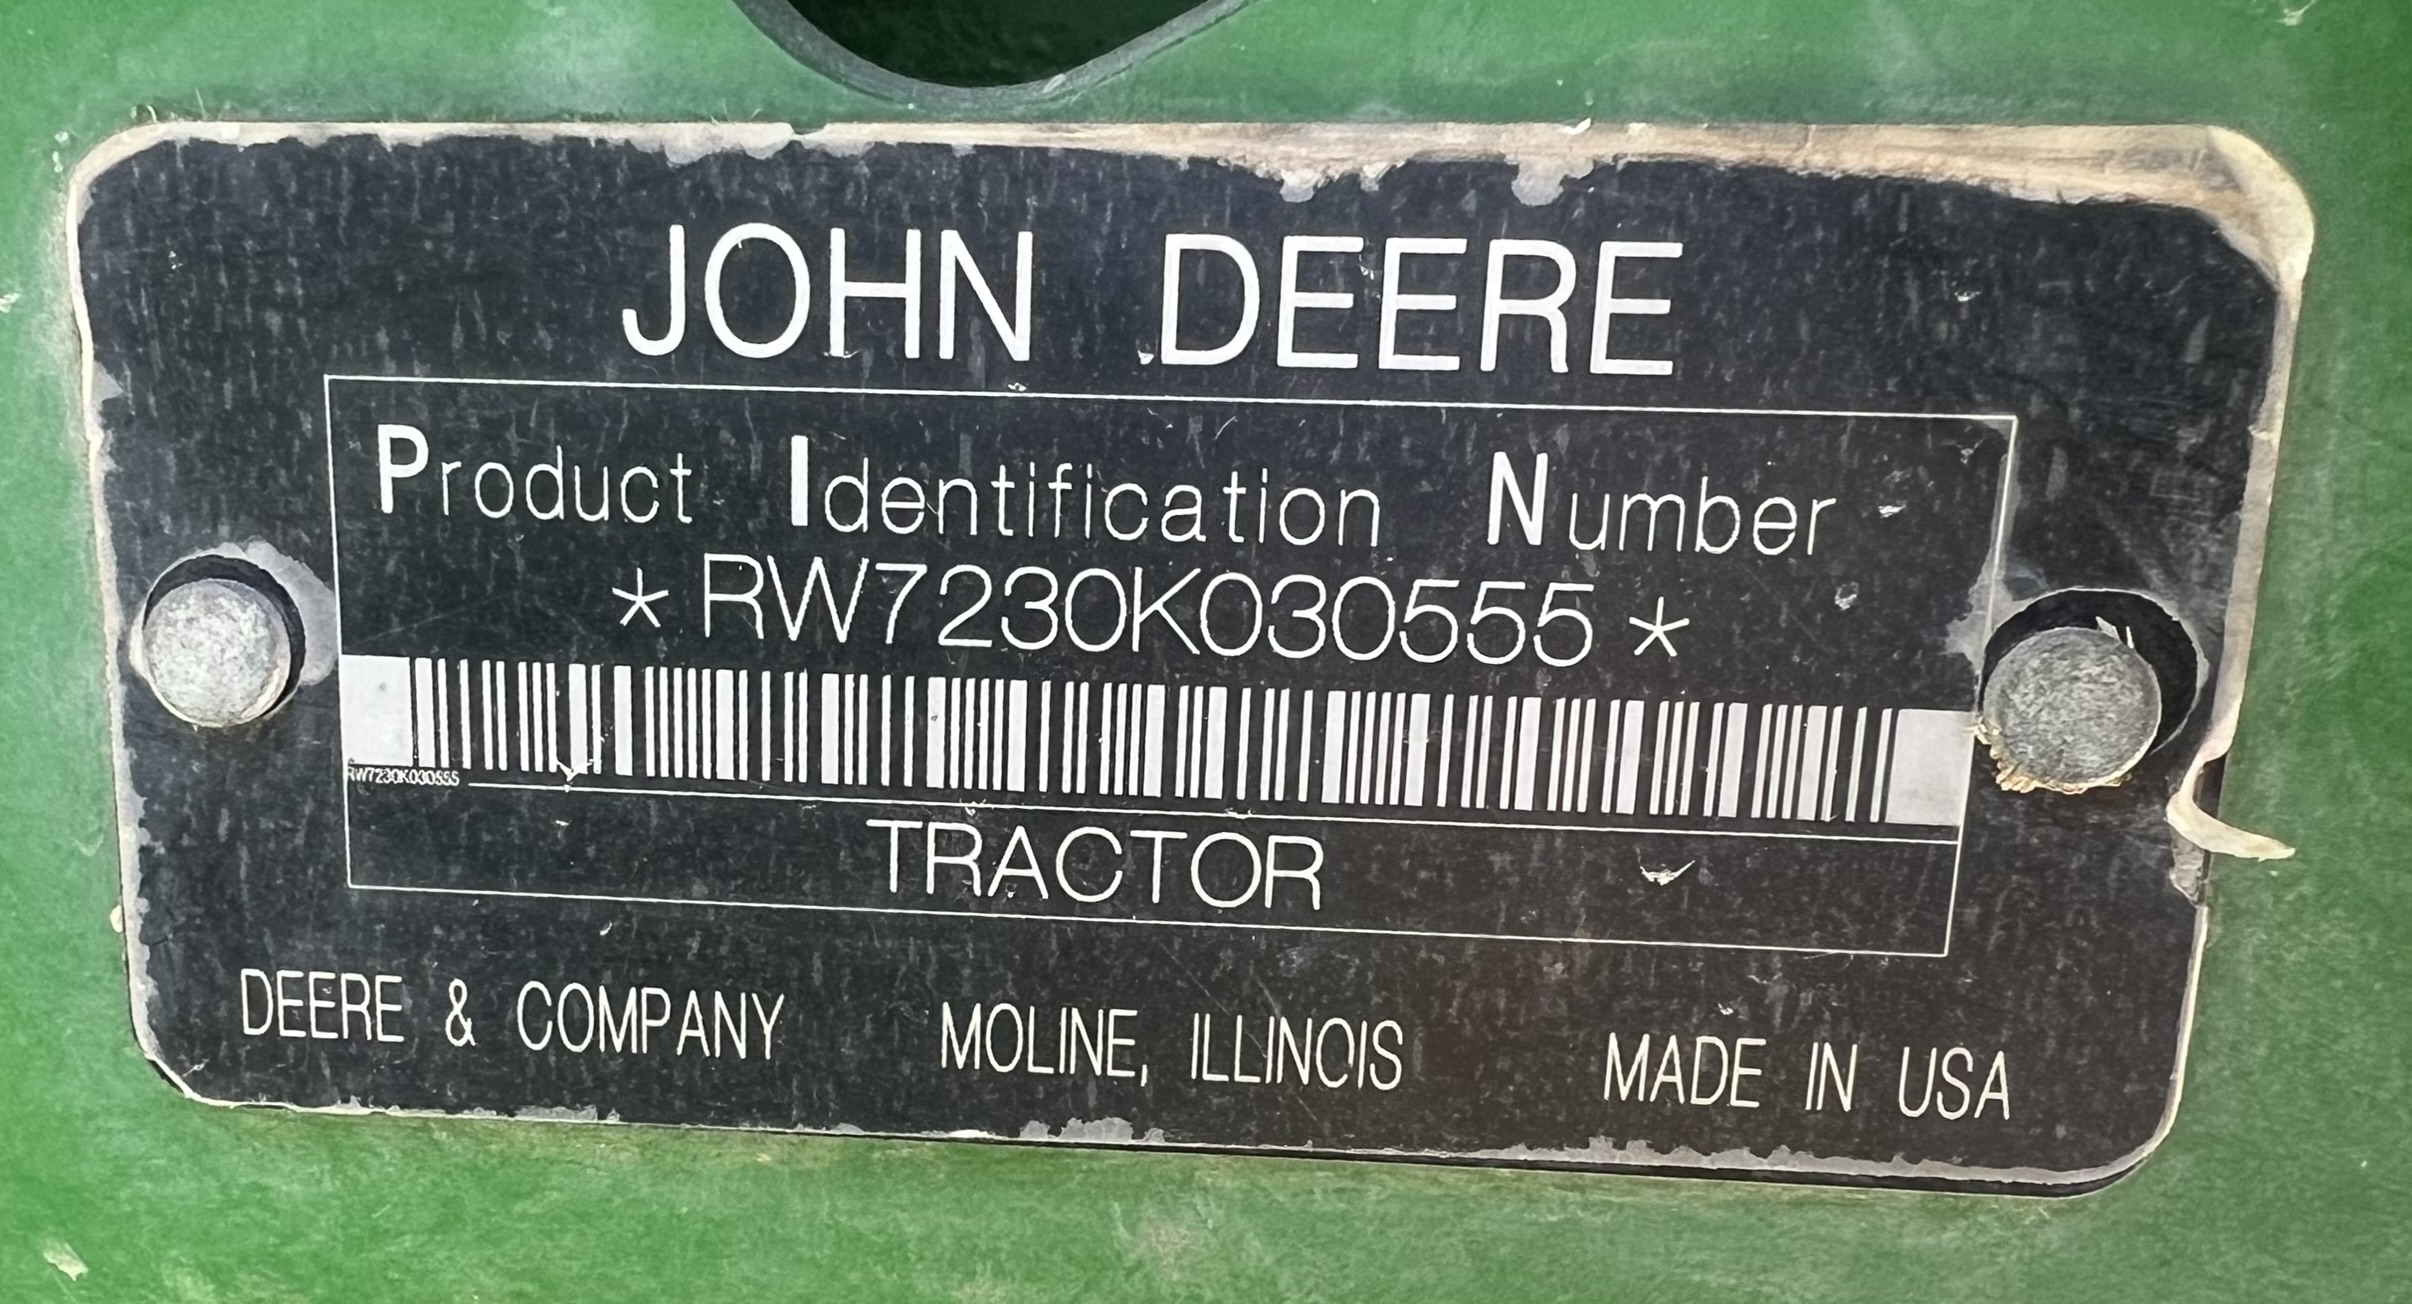 JOHN DEERE
Product Identification Number
*RW7230K030555*
RW7230K030555
TRACTOR
DEERE & COMPANY MOLINE, ILLINOIS MADE IN USA